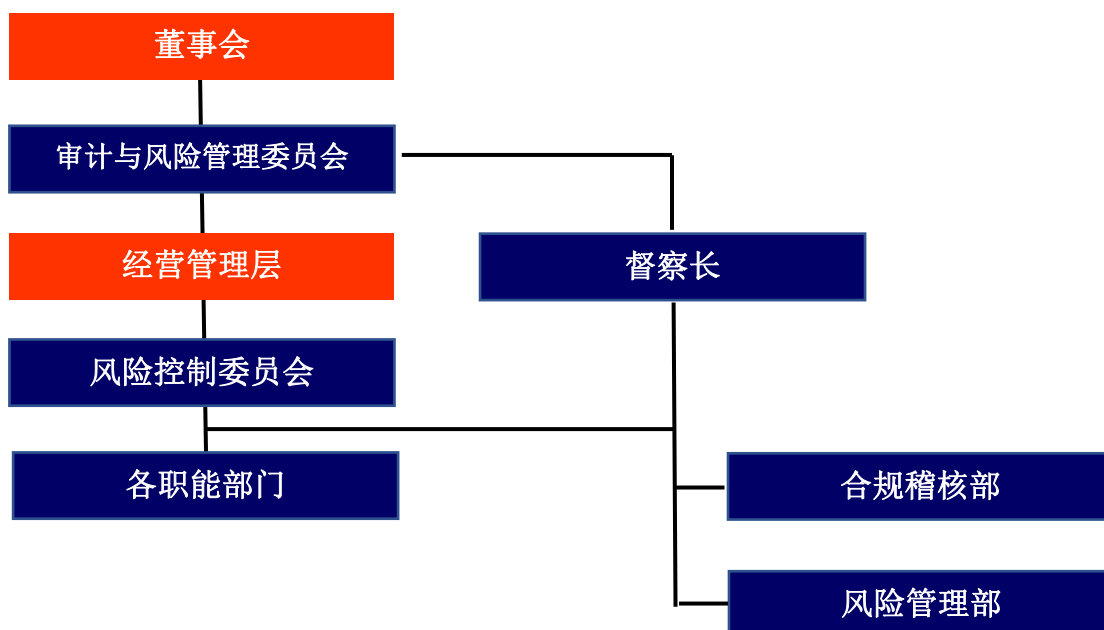 董事会
审计与风险管理委员会
经营管理层
督察长
风险控制委员会
各职能部门
合规稽核部
风险管理部